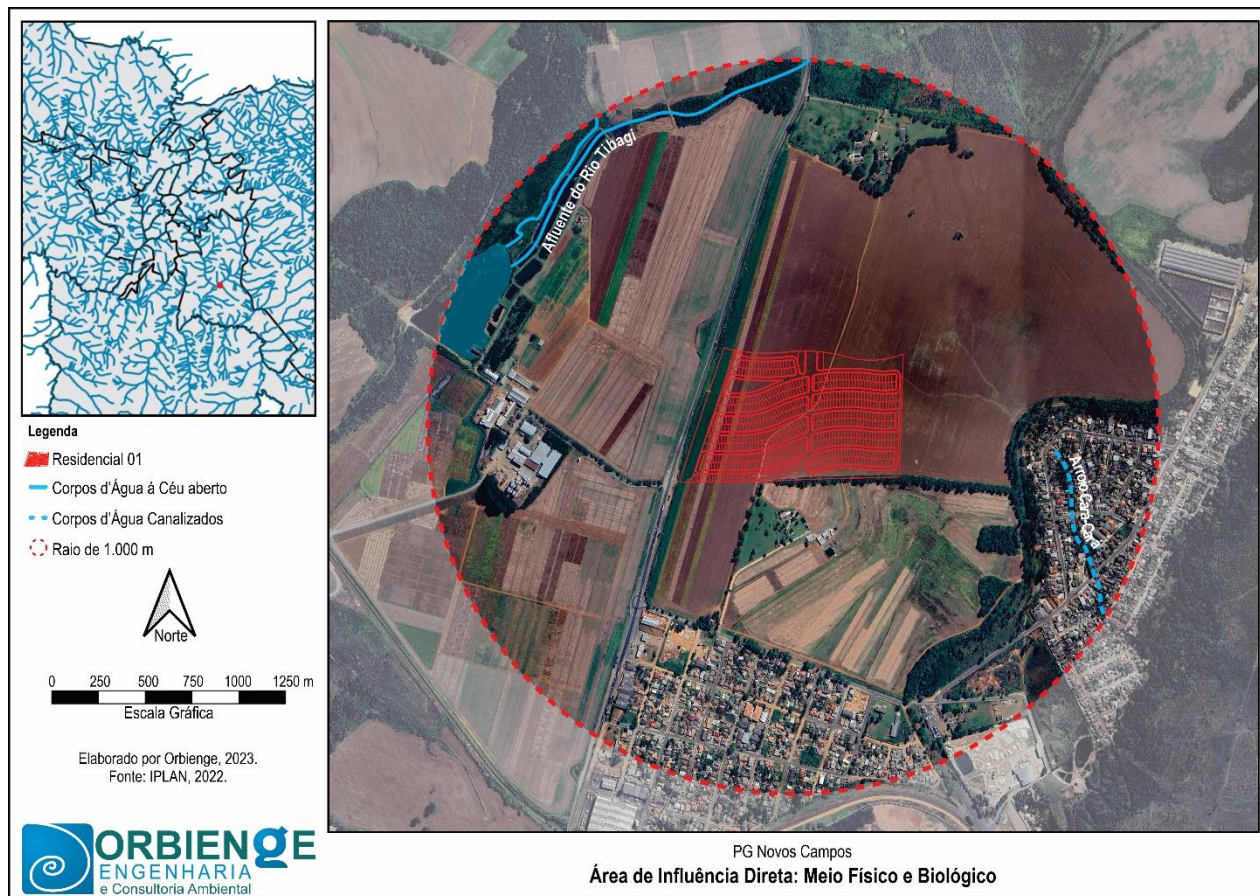 Legenda
Residencial 01
Corpos d'Água á Céu aberto
Corpos d'Água Canalizados
Raio de 1.000 m
Norte
0 250 500 750 1000 1250 m
Escala Gráfica
Elaborado por Orbienge, 2023.
Fonte: IPLAN, 2022.
ORBIENGE
ENGENHARIA
e Consultoria Ambiental
Afluente do Rio Tibagi
Arroio Cará-Cará
PG Novos Campos
Área de Influência Direta: Meio Físico e Biológico